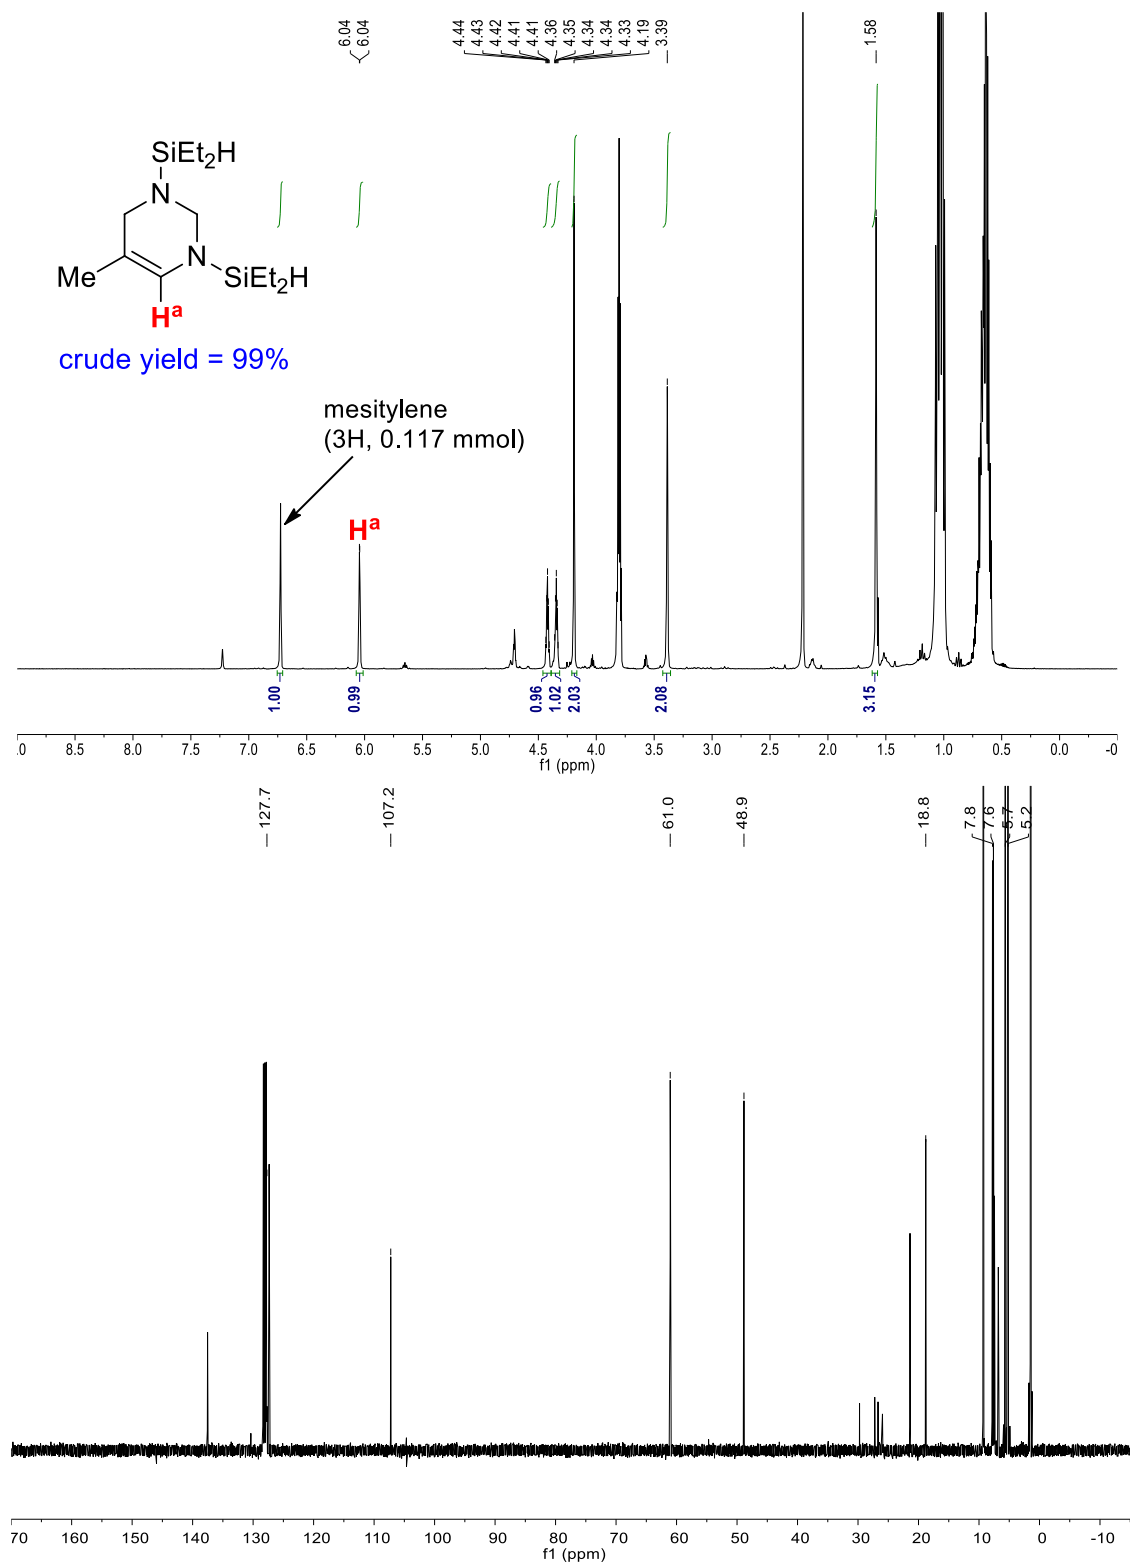 6.04
6.04
4.44
4.43
4.42
4.41
4.41
4.36
4.35
4.34
4.34
4.33
4.19
3.39
1.58
SiEt₂H
N
N
SiEt₂H
Me
Hᵃ
crude yield = 99%
mesitylene
(3H, 0.117 mmol)
Hᵃ
1.00
0.99
0.96
1.02
2.03
2.08
3.15
.0 8.5 8.0 7.5 7.0 6.5 6.0 5.5 5.0 4.5 4.0 3.5 3.0 2.5 2.0 1.5 1.0 0.5 0.0 -0
f1 (ppm)
127.7
107.2
61.0
48.9
18.8
7.8
7.6
5.7
5.2
70 160 150 140 130 120 110 100 90 80 70 60 50 40 30 20 10 0 -10
f1 (ppm)